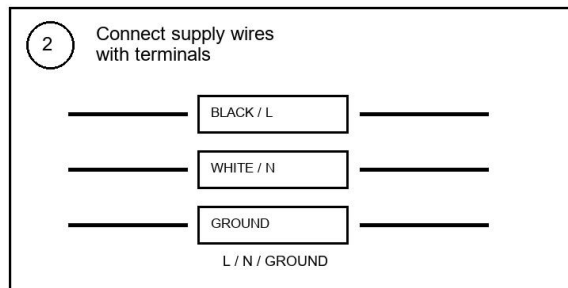 2
Connect supply wires
with terminals
BLACK / L
WHITE / N
GROUND
L / N / GROUND